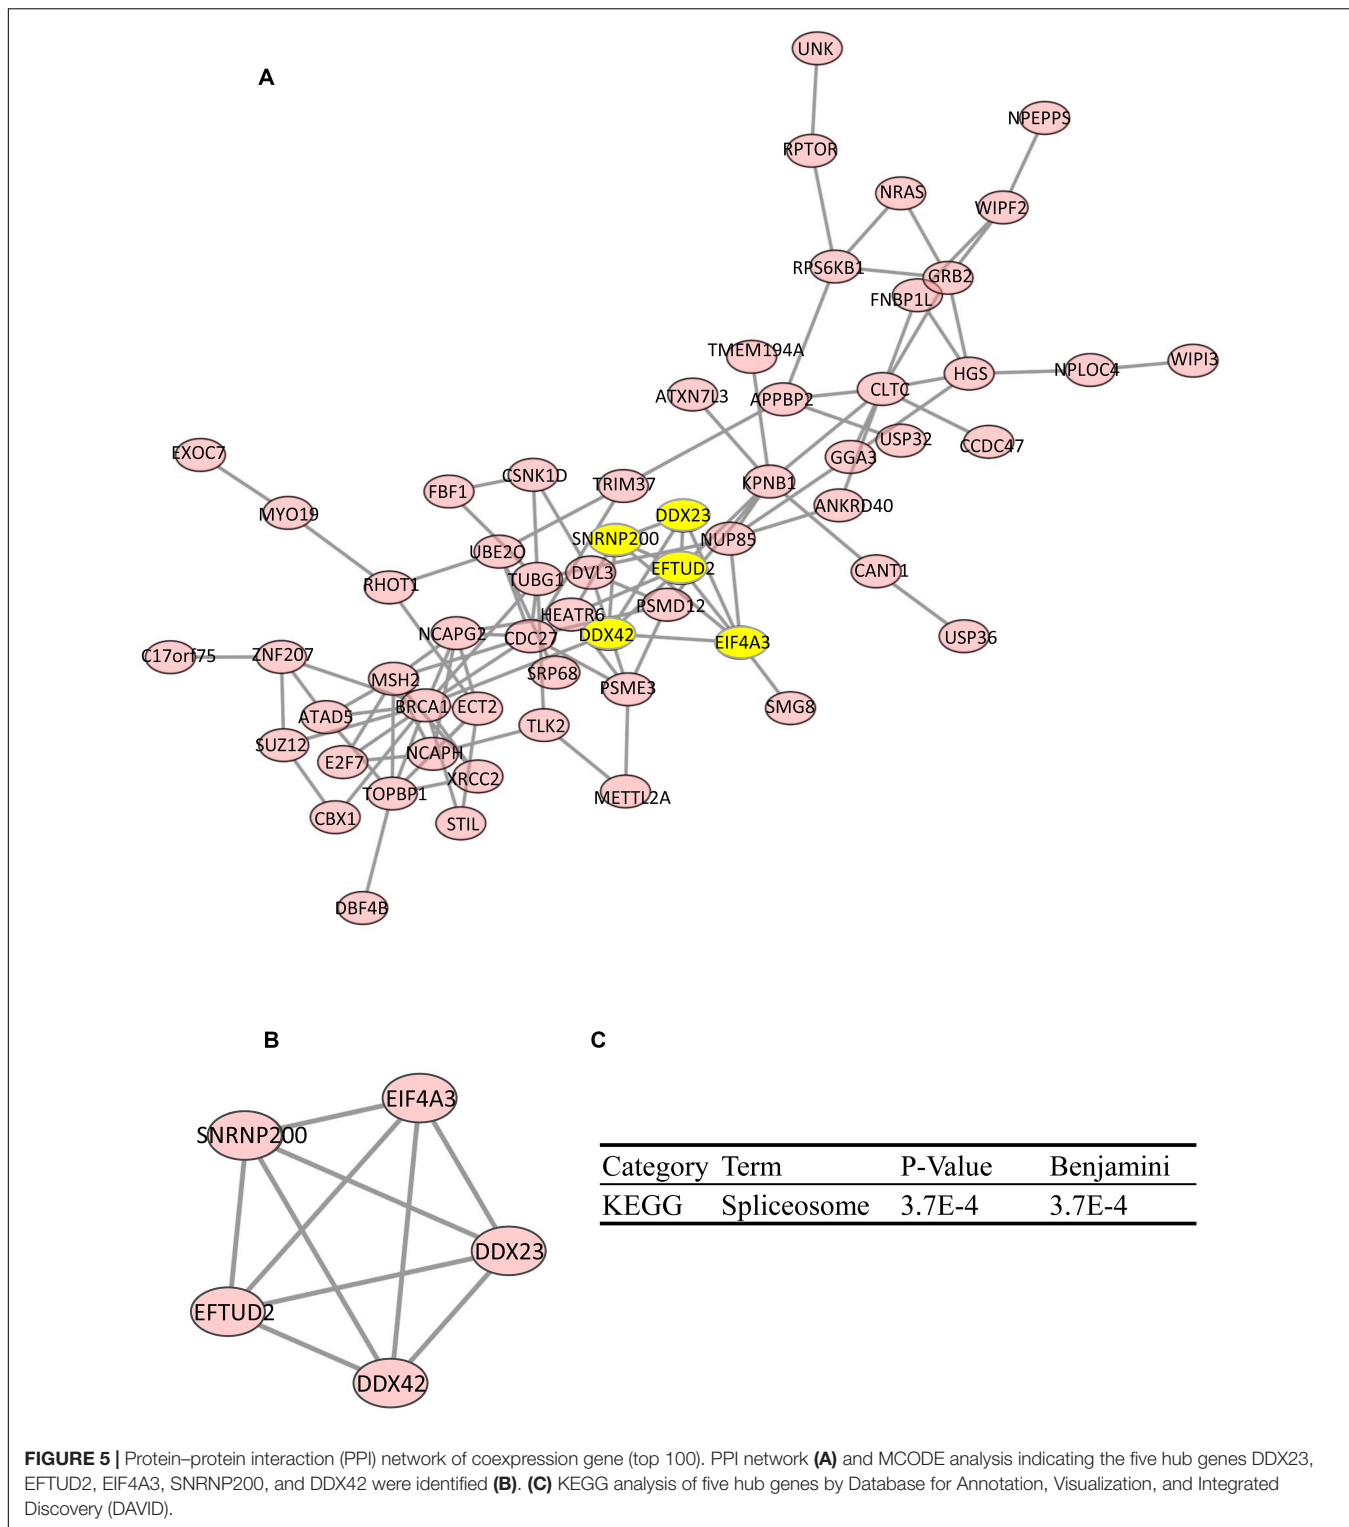 A
UNK
NPEPPS
RPTOR
NRAS
WIPF2
RPS6KB1
GRB2
FNBP1L
TMEM194A
WIPI3
NPLOC4
HGS
CLTC
ATXN7L3
APPBP2
USP32
CCDC47
EXOC7
GGA3
CSNK1D
TRIM37
KPNB1
FBF1
ANKRD40
MYO19
DDX23
SNRNP200
NUP85
UBE2O
EFTUD2
DVL3
CANT1
TUBG1
RHOT1
PSMD12
HEATR6
NCAPG2
CDC27
DDX42
EIF4A3
USP36
C17orf75
ZNF207
SRP68
MSH2
PSME3
BRCA1
ECT2
SMG8
ATAD5
TLK2
SUZ12
NCAPH
E2F7
XRCC2
TOPBP1
METTL2A
CBX1
STIL
DBF4B
B
C
EIF4A3
SNRNP200
DDX23
EFTUD2
DDX42
Category Term P-Value Benjamini
KEGG Spliceosome 3.7E-4 3.7E-4
FIGURE 5 | Protein–protein interaction (PPI) network of coexpression gene (top 100). PPI network (A) and MCODE analysis indicating the five hub genes DDX23,
EFTUD2, EIF4A3, SNRNP200, and DDX42 were identified (B). (C) KEGG analysis of five hub genes by Database for Annotation, Visualization, and Integrated
Discovery (DAVID).